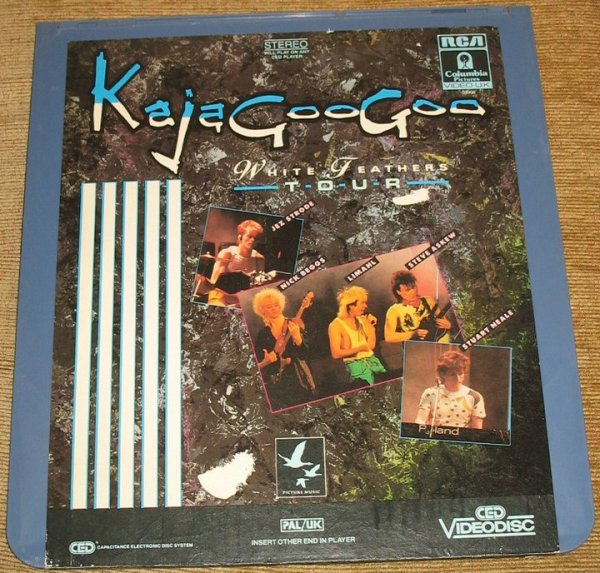 STEREO
WILL PLAY ON ANY
CED PLAYER
RCA
Columbia
Pictures
VIDEO U.K
KajaGooGoo
WHITE FEATHERS
T·O·U·R
JEZ STRODE
NICK BEGGS
LIMAHL
STEVE ASKEW
STUART NEALE
PICTURE MUSIC
CED CAPACITANCE ELECTRONIC DISC SYSTEM
PAL/UK
INSERT OTHER END IN PLAYER
CED
VIDEODISC